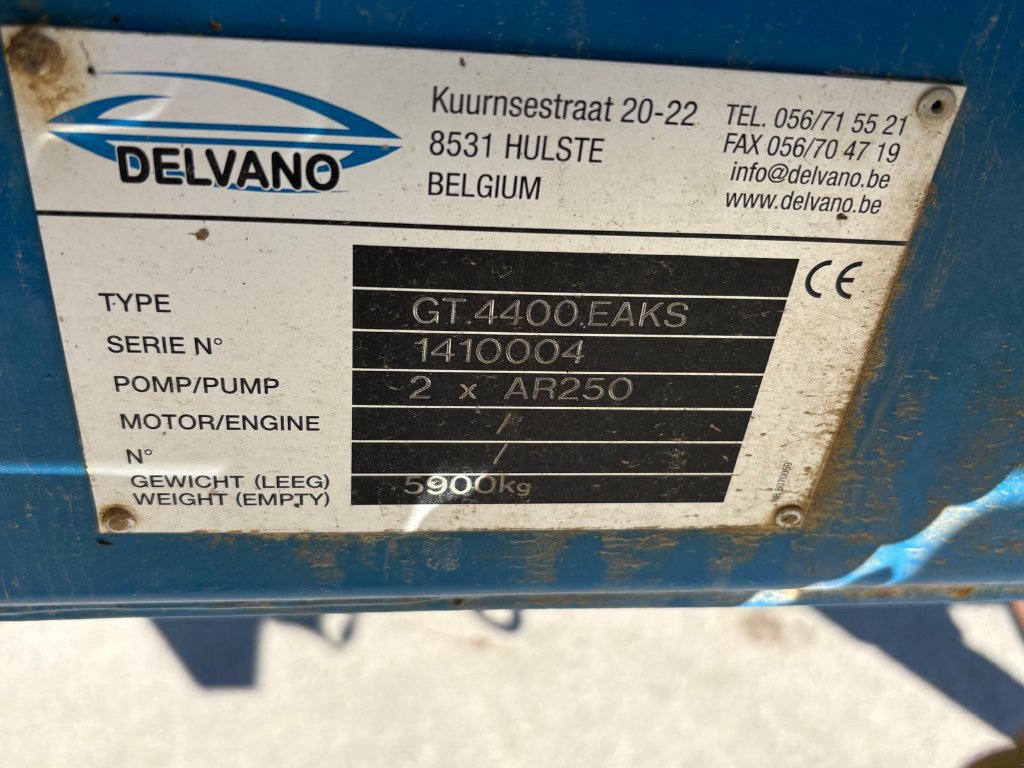 DELVANO
Kuurnsestraat 20-22
8531 HULSTE
BELGIUM
TEL. 056/71 55 21
FAX 056/70 47 19
info@delvano.be
www.delvano.be
CE
TYPE GT.4400.EAKS
SERIE N° 1410004
POMP/PUMP 2 x AR250
MOTOR/ENGINE /
N° /
GEWICHT (LEEG)
WEIGHT (EMPTY) 5900kg
NR.8070069